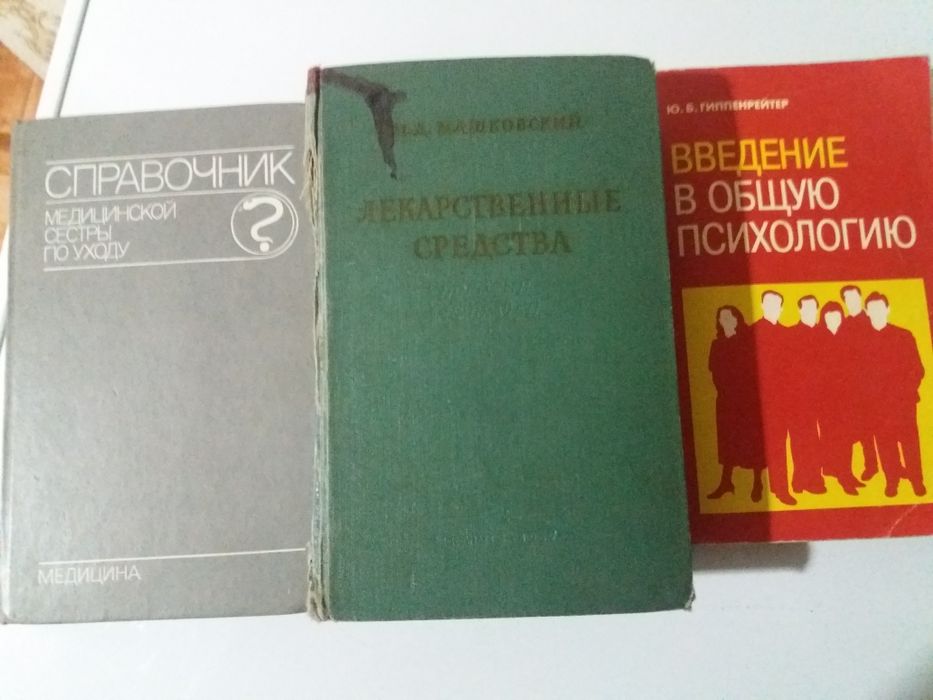 СПРАВОЧНИК
МЕДИЦИНСКОЙ
СЕСТРЫ
ПО УХОДУ
?
МЕДИЦИНА
МАШКОВСКИЙ
ЛЕКАРСТВЕННЫЕ
СРЕДСТВА
Ю. Б. ГИППЕНРЕЙТЕР
ВВЕДЕНИЕ
В ОБЩУЮ
ПСИХОЛОГИЮ